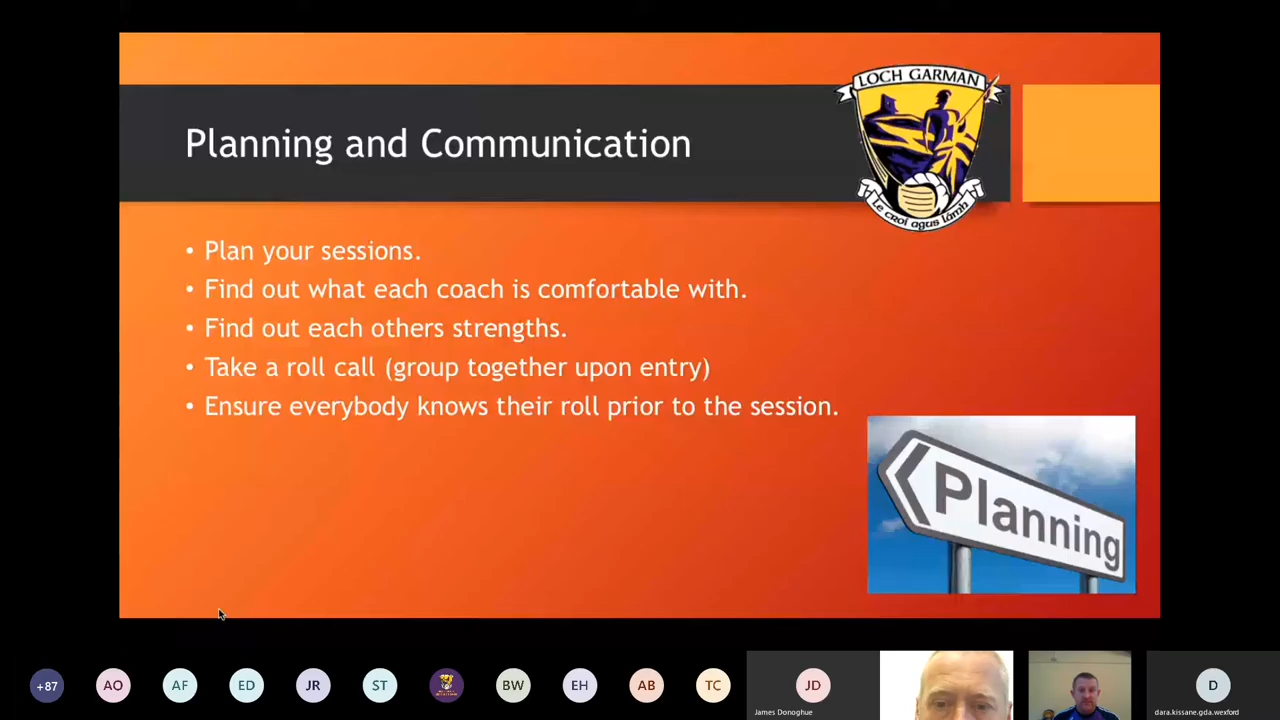 LOCH GARMAN
Planning and Communication
Le croí agus lámh
• Plan your sessions.
• Find out what each coach is comfortable with.
• Find out each others strengths.
• Take a roll call (group together upon entry)
• Ensure everybody knows their roll prior to the session.
Planning
+87
AO
AF
ED
JR
ST
BW
EH
AB
TC
JD
James Donoghue
D
dara.kissane.gda.wexford